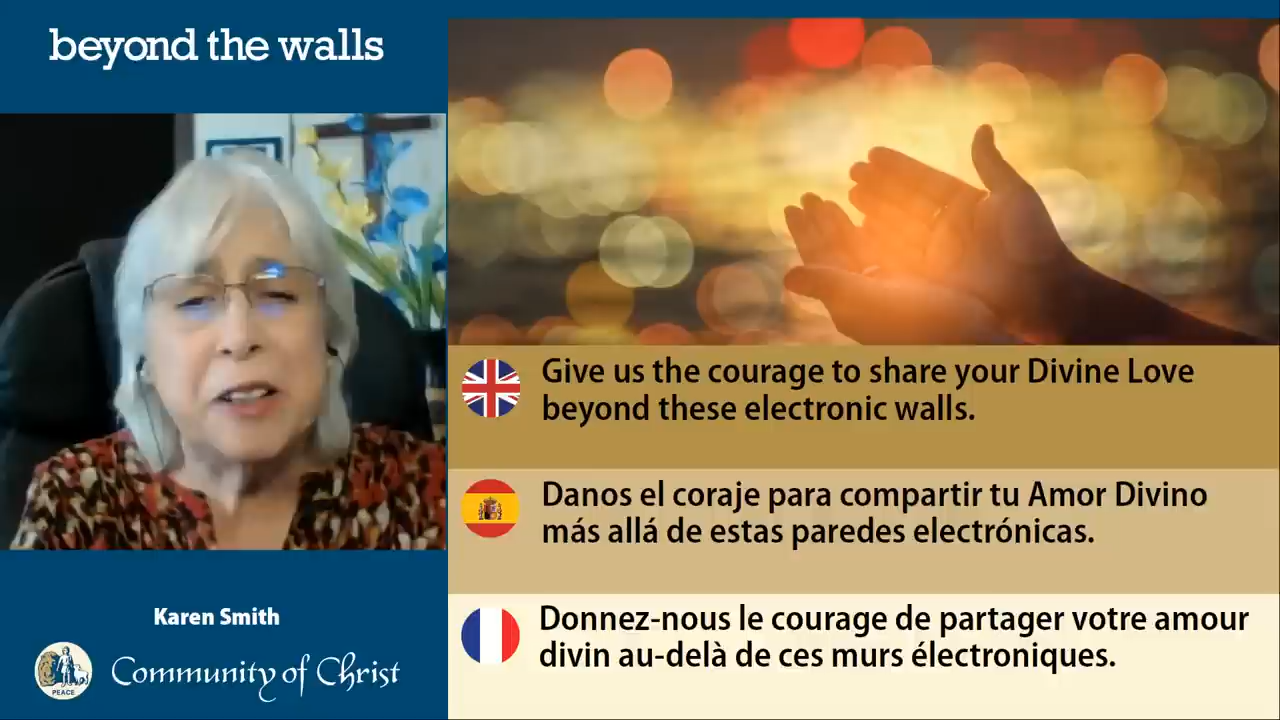 beyond the walls
Give us the courage to share your Divine Love
beyond these electronic walls.
Danos el coraje para compartir tu Amor Divino
más allá de estas paredes electrónicas.
Donnez-nous le courage de partager votre amour
divin au-delà de ces murs électroniques.
Karen Smith
PEACE
Community of Christ